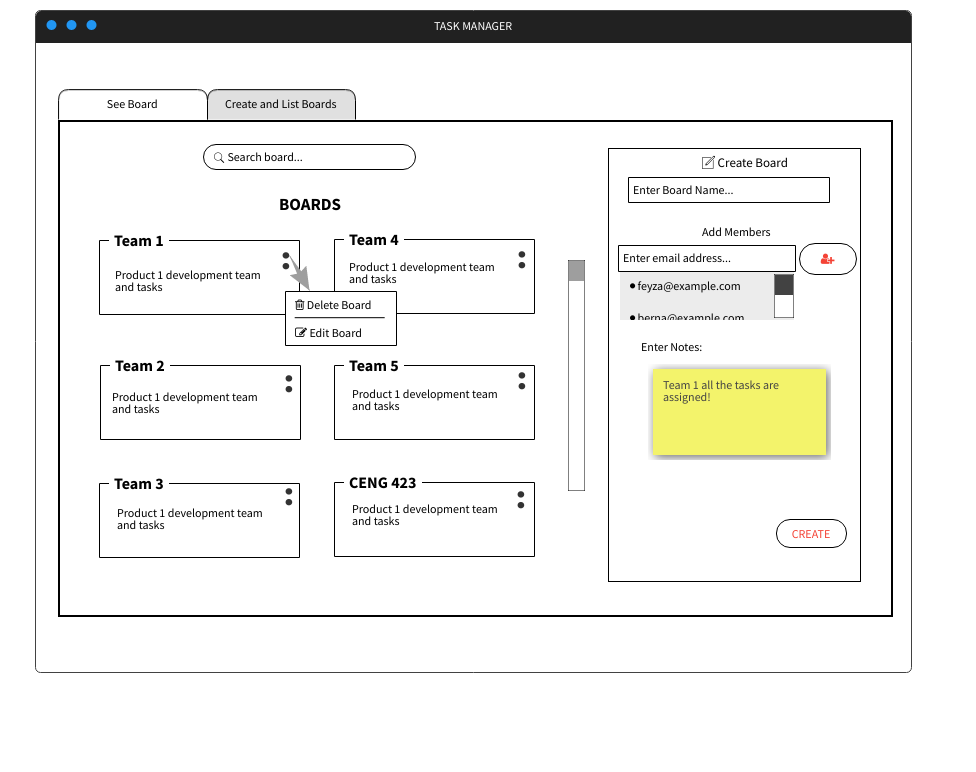 TASK MANAGER
See Board
Create and List Boards
Search board...
BOARDS
Team 1
Product 1 development team
and tasks
Team 4
Product 1 development team
and tasks
Delete Board
Edit Board
Team 2
Product 1 development team
and tasks
Team 5
Product 1 development team
and tasks
Team 3
Product 1 development team
and tasks
CENG 423
Product 1 development team
and tasks
Create Board
Enter Board Name...
Add Members
Enter email address...
feyza@example.com
berna@example.com
Enter Notes:
Team 1 all the tasks are
assigned!
CREATE